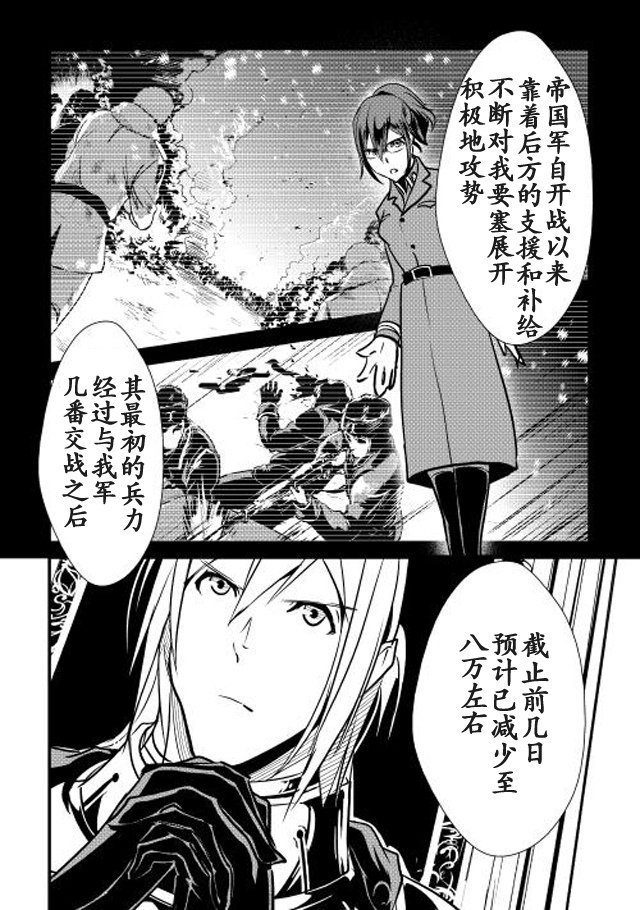 帝国军自开战以来
靠着后方的支援和补给
不断对我要塞展开
积极地攻势
其最初的兵力
经过与我军
几番交战之后
截止前几日
预计已减少至
八万左右